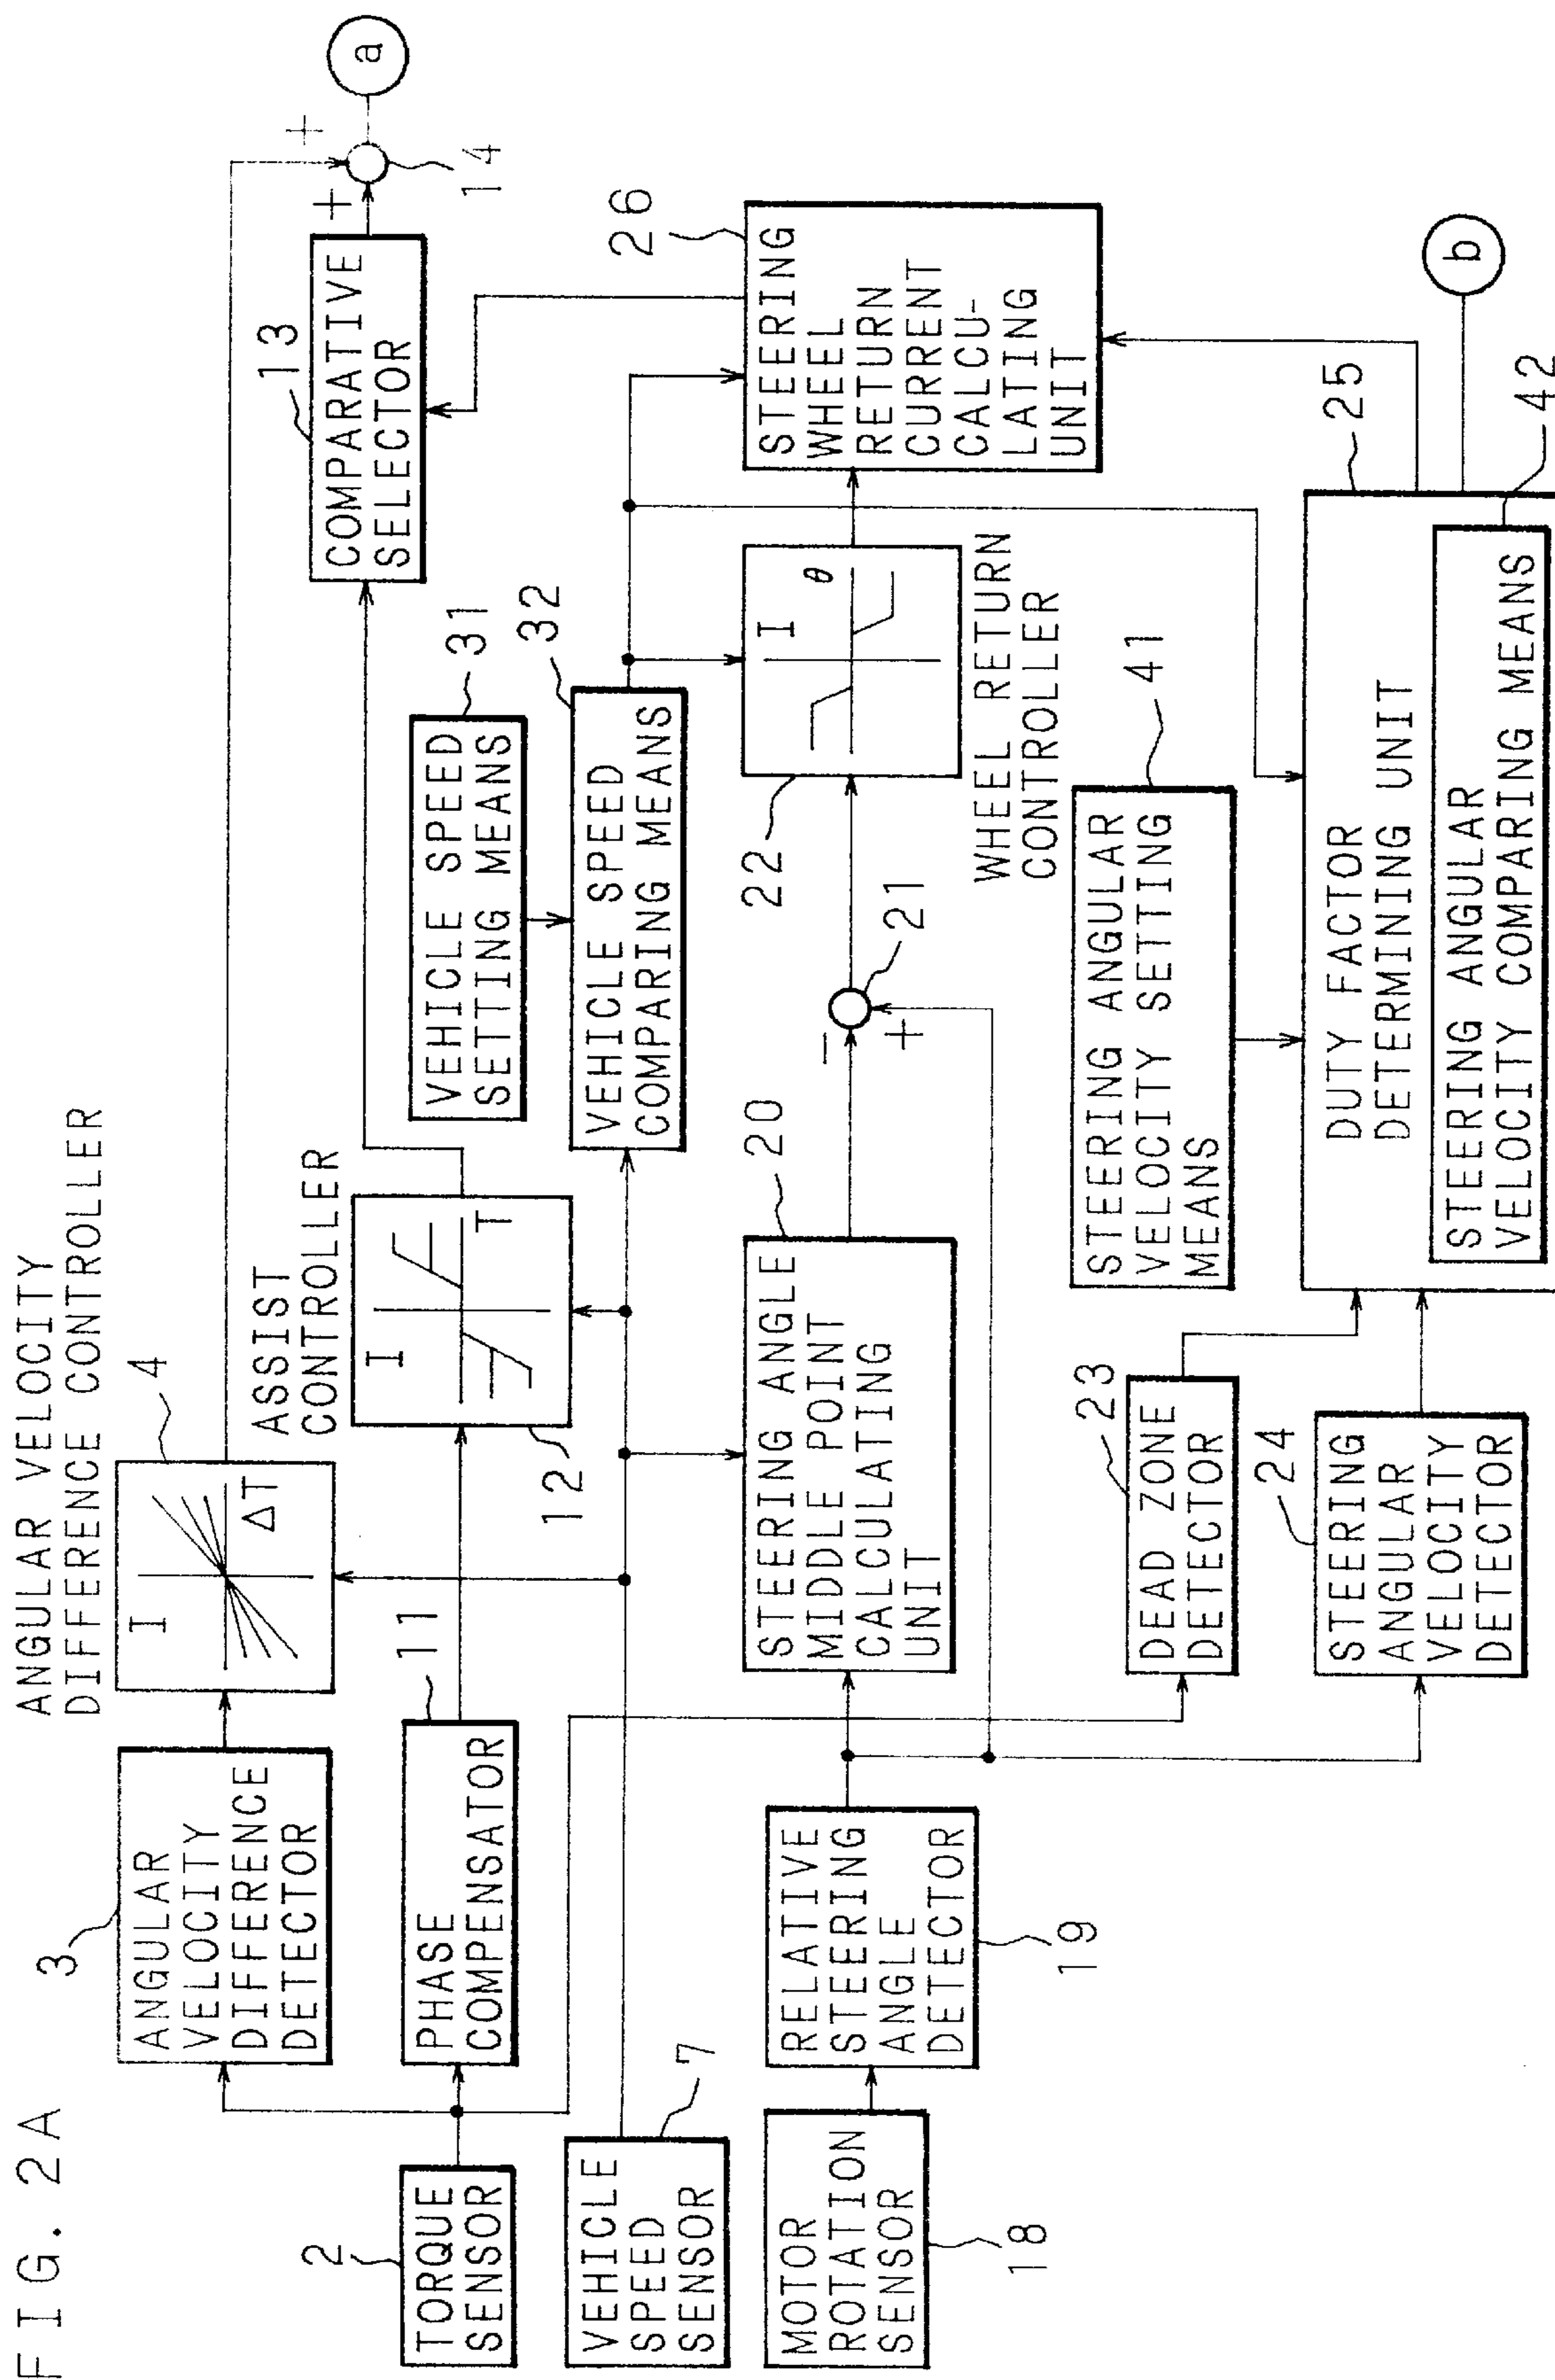 FIG. 2A
ANGULAR VELOCITY
DIFFERENCE CONTROLLER
3
ANGULAR
VELOCITY
DIFFERENCE
DETECTOR
4
I
ΔT
+
a
14
+
13
COMPARATIVE
SELECTOR
ASSIST
CONTROLLER
2
TORQUE
SENSOR
11
PHASE
COMPENSATOR
12
I
T
31
VEHICLE SPEED
SETTING MEANS
32
VEHICLE SPEED
COMPARING MEANS
7
VEHICLE
SPEED
SENSOR
26
STEERING
WHEEL
RETURN
CURRENT
CALCU-
LATING
UNIT
18
MOTOR
ROTATION
SENSOR
19
RELATIVE
STEERING
ANGLE
DETECTOR
20
STEERING ANGLE
MIDDLE POINT
CALCULATING
UNIT
−
+
21
22
I
θ
WHEEL RETURN
CONTROLLER
41
STEERING ANGULAR
VELOCITY SETTING
MEANS
23
DEAD ZONE
DETECTOR
24
STEERING
ANGULAR
VELOCITY
DETECTOR
25
DUTY FACTOR
DETERMINING UNIT
42
STEERING ANGULAR
VELOCITY COMPARING MEANS
b